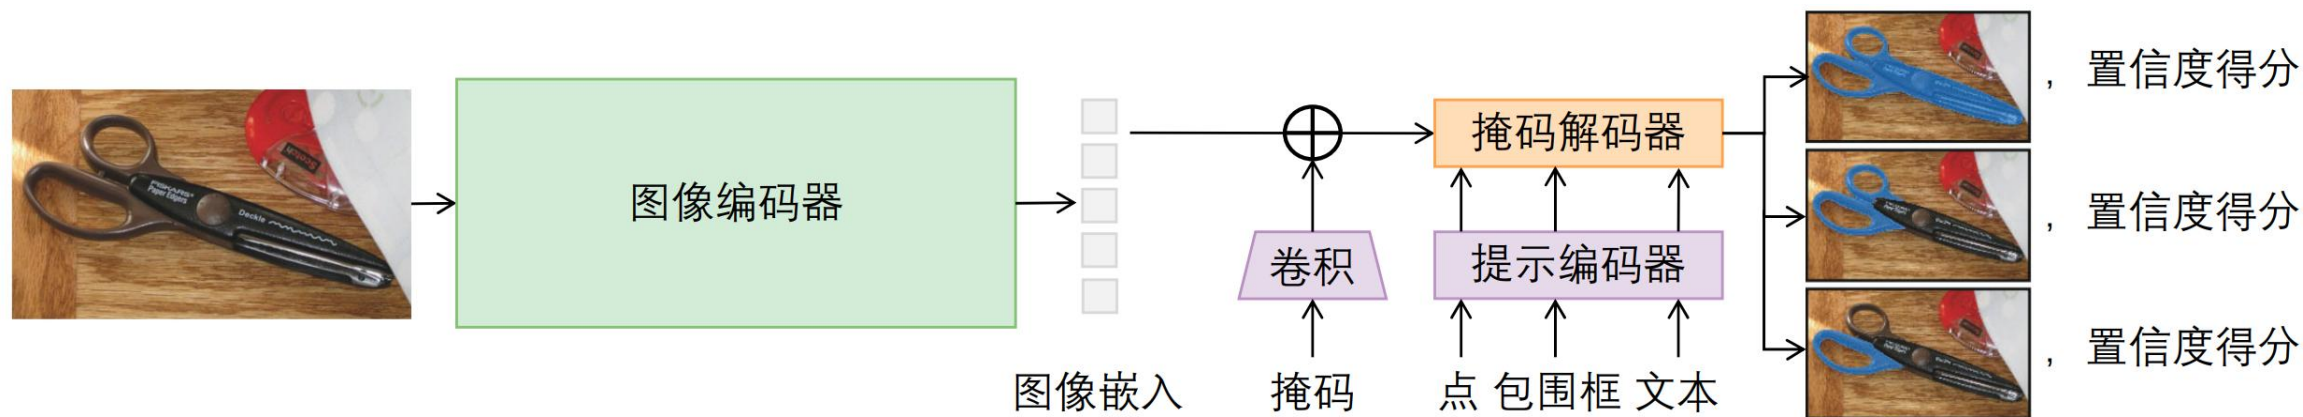 图像编码器
图像嵌入
卷积
掩码
掩码解码器
提示编码器
点 包围框 文本
, 置信度得分
, 置信度得分
, 置信度得分
FISKARS
Paper Edgers
Deckle
Scotch